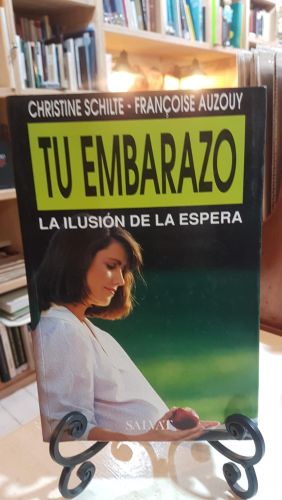 CHRISTINE SCHILTE - FRANÇOISE AUZOUY
TU EMBARAZO
LA ILUSIÓN DE LA ESPERA
SALVAT